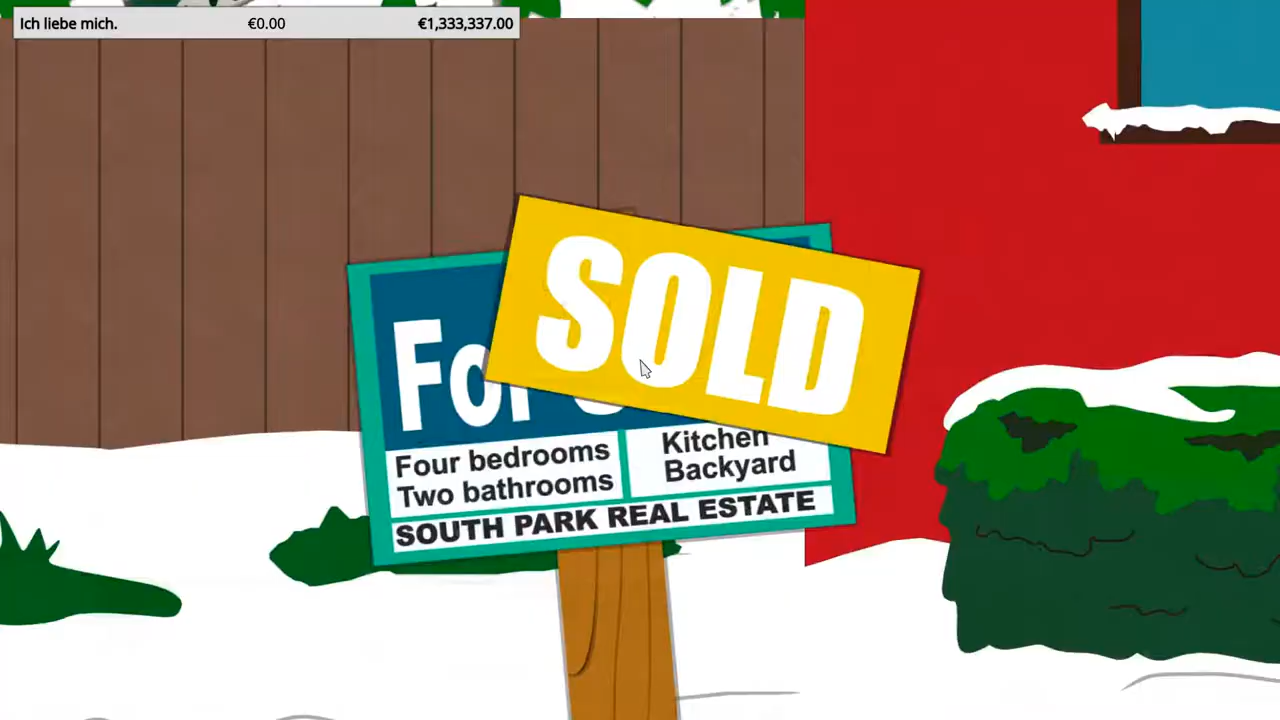 Ich liebe mich. €0.00 €1,333,337.00
SOLD
For S
Four bedrooms
Two bathrooms
Kitchen
Backyard
SOUTH PARK REAL ESTATE